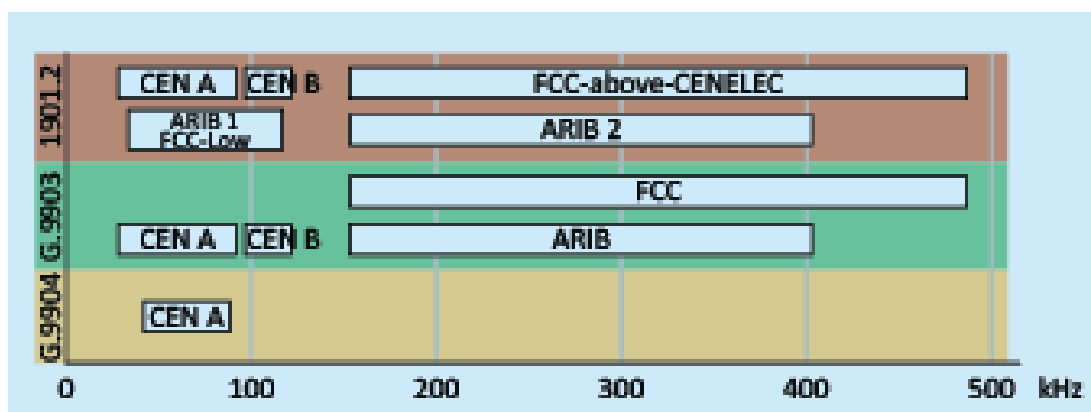 1901.2
CEN A
CEN B
FCC-above-CENELEC
ARIB 1
FCC-Low
ARIB 2
G.9903
FCC
CEN A
CEN B
ARIB
G.9904
CEN A
0 100 200 300 400 500 kHz